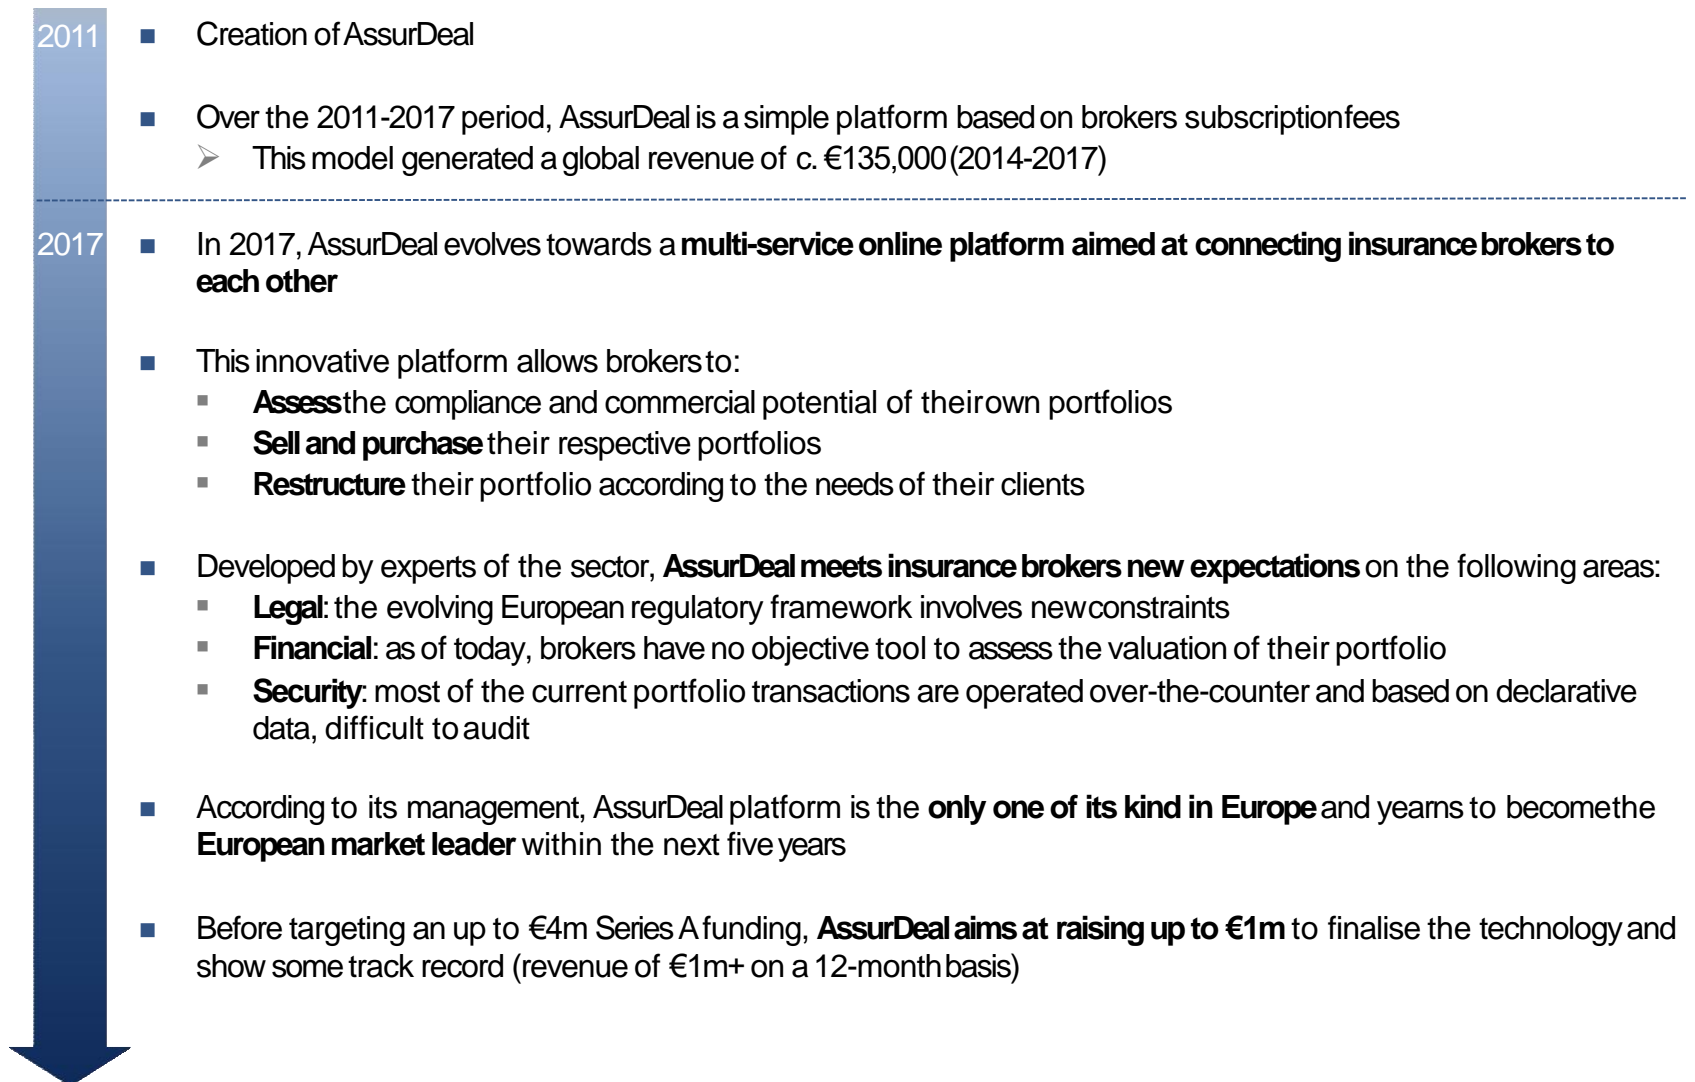 2011
Creation of AssurDeal
Over the 2011-2017 period, AssurDeal is a simple platform based on brokers subscription fees
This model generated a global revenue of c. €135,000 (2014-2017)
2017
In 2017, AssurDeal evolves towards a multi-service online platform aimed at connecting insurance brokers to
each other
This innovative platform allows brokers to:
Assess the compliance and commercial potential of their own portfolios
Sell and purchase their respective portfolios
Restructure their portfolio according to the needs of their clients
Developed by experts of the sector, AssurDeal meets insurance brokers new expectations on the following areas:
Legal: the evolving European regulatory framework involves new constraints
Financial: as of today, brokers have no objective tool to assess the valuation of their portfolio
Security: most of the current portfolio transactions are operated over-the-counter and based on declarative
data, difficult to audit
According to its management, AssurDeal platform is the only one of its kind in Europe and yearns to become the
European market leader within the next five years
Before targeting an up to €4m Series A funding, AssurDeal aims at raising up to €1m to finalise the technology and
show some track record (revenue of €1m+ on a 12-month basis)